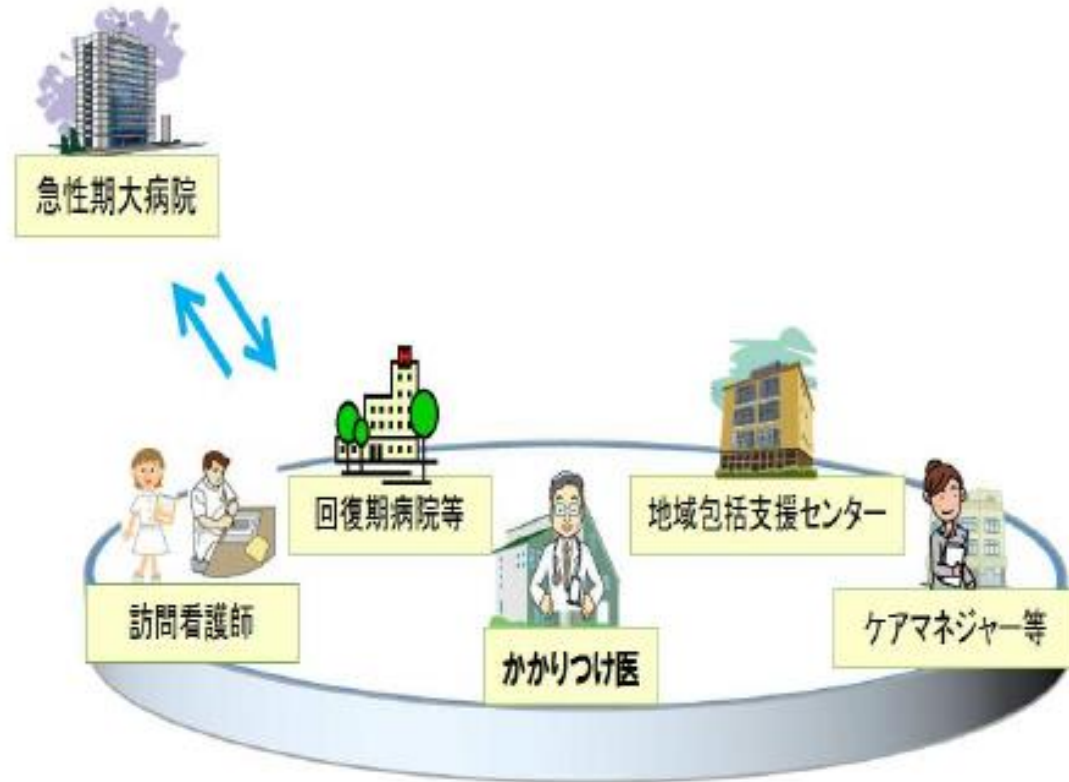 急性期大病院
回復期病院等
地域包括支援センター
訪問看護師
かかりつけ医
ケアマネジャー等